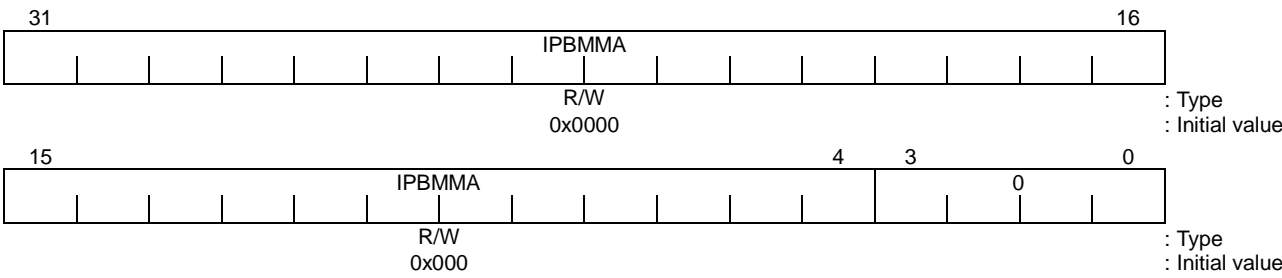 31 16
IPBMMA
R/W : Type
0x0000 : Initial value
15 4 3 0
IPBMMA 0
R/W : Type
0x000 : Initial value